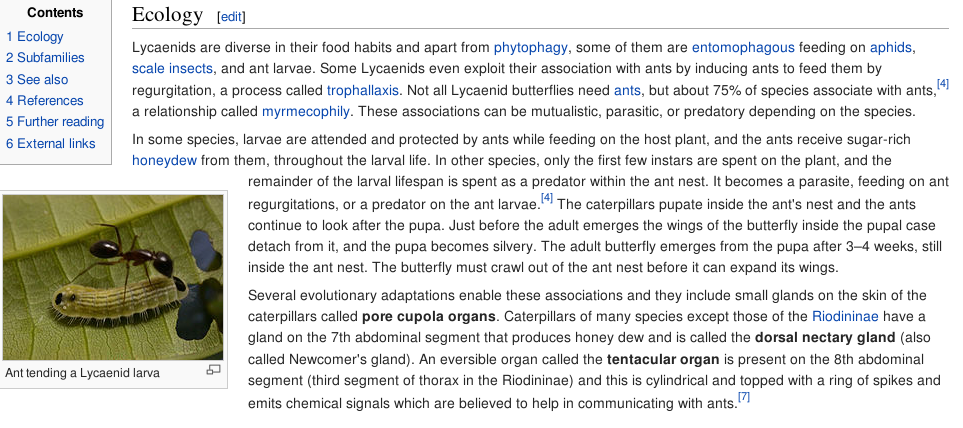 Contents
1 Ecology
2 Subfamilies
3 See also
4 References
5 Further reading
6 External links
Ecology [edit]
Lycaenids are diverse in their food habits and apart from phytophagy, some of them are entomophagous feeding on aphids,
scale insects, and ant larvae. Some Lycaenids even exploit their association with ants by inducing ants to feed them by
regurgitation, a process called trophallaxis. Not all Lycaenid butterflies need ants, but about 75% of species associate with ants,[4]
a relationship called myrmecophily. These associations can be mutualistic, parasitic, or predatory depending on the species.
In some species, larvae are attended and protected by ants while feeding on the host plant, and the ants receive sugar-rich
honeydew from them, throughout the larval life. In other species, only the first few instars are spent on the plant, and the
remainder of the larval lifespan is spent as a predator within the ant nest. It becomes a parasite, feeding on ant
regurgitations, or a predator on the ant larvae.[4] The caterpillars pupate inside the ant's nest and the ants
continue to look after the pupa. Just before the adult emerges the wings of the butterfly inside the pupal case
detach from it, and the pupa becomes silvery. The adult butterfly emerges from the pupa after 3–4 weeks, still
inside the ant nest. The butterfly must crawl out of the ant nest before it can expand its wings.
Several evolutionary adaptations enable these associations and they include small glands on the skin of the
caterpillars called pore cupola organs. Caterpillars of many species except those of the Riodininae have a
gland on the 7th abdominal segment that produces honey dew and is called the dorsal nectary gland (also
called Newcomer's gland). An eversible organ called the tentacular organ is present on the 8th abdominal
segment (third segment of thorax in the Riodininae) and this is cylindrical and topped with a ring of spikes and
emits chemical signals which are believed to help in communicating with ants.[7]
Ant tending a Lycaenid larva